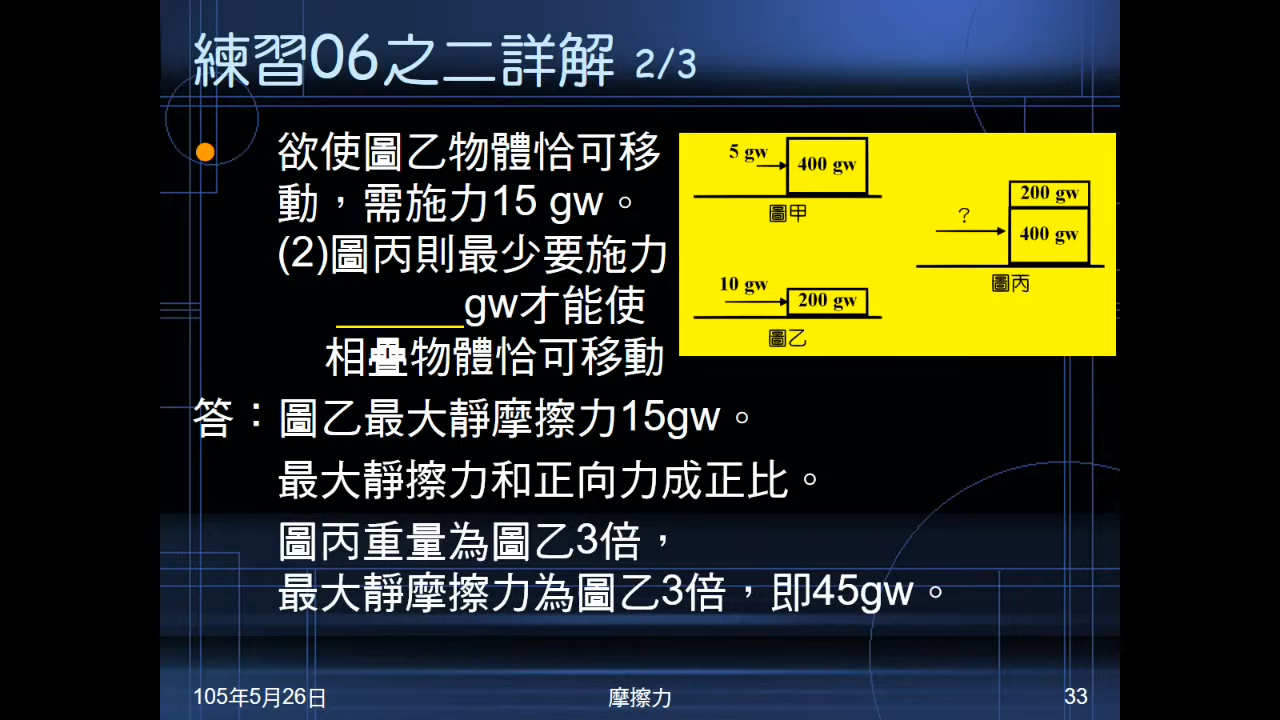 練習06之二詳解 2/3
欲使圖乙物體恰可移
動，需施力15 gw。
(2)圖丙則最少要施力
______gw才能使
相疊物體恰可移動
5 gw
400 gw
圖甲
10 gw
200 gw
圖乙
200 gw
?
400 gw
圖丙
答：圖乙最大靜摩擦力15gw。
最大靜擦力和正向力成正比。
圖丙重量為圖乙3倍，
最大靜摩擦力為圖乙3倍，即45gw。
105年5月26日
摩擦力
33